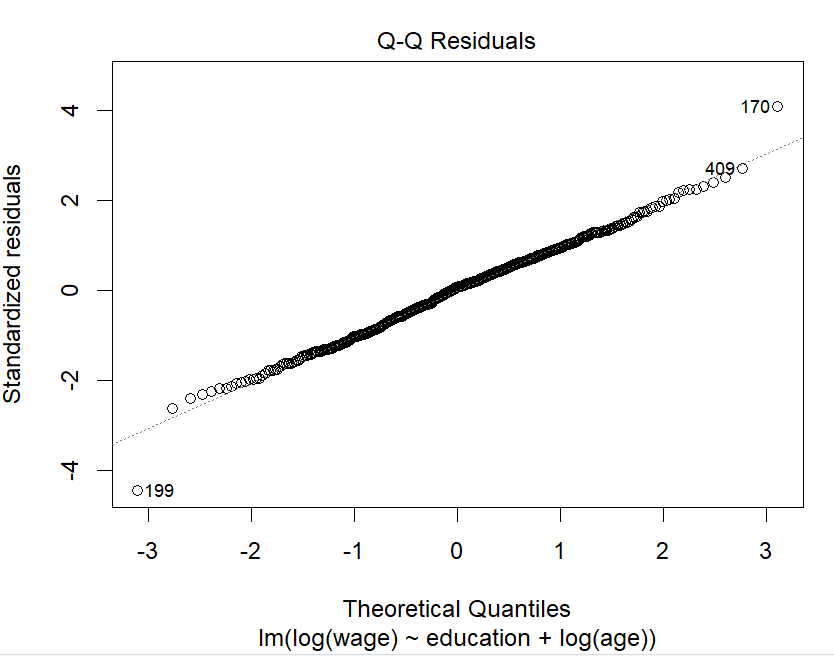 Q-Q Residuals
Standardized residuals
4
2
0
-2
-4
170
409
199
-3 -2 -1 0 1 2 3
Theoretical Quantiles
lm(log(wage) ~ education + log(age))